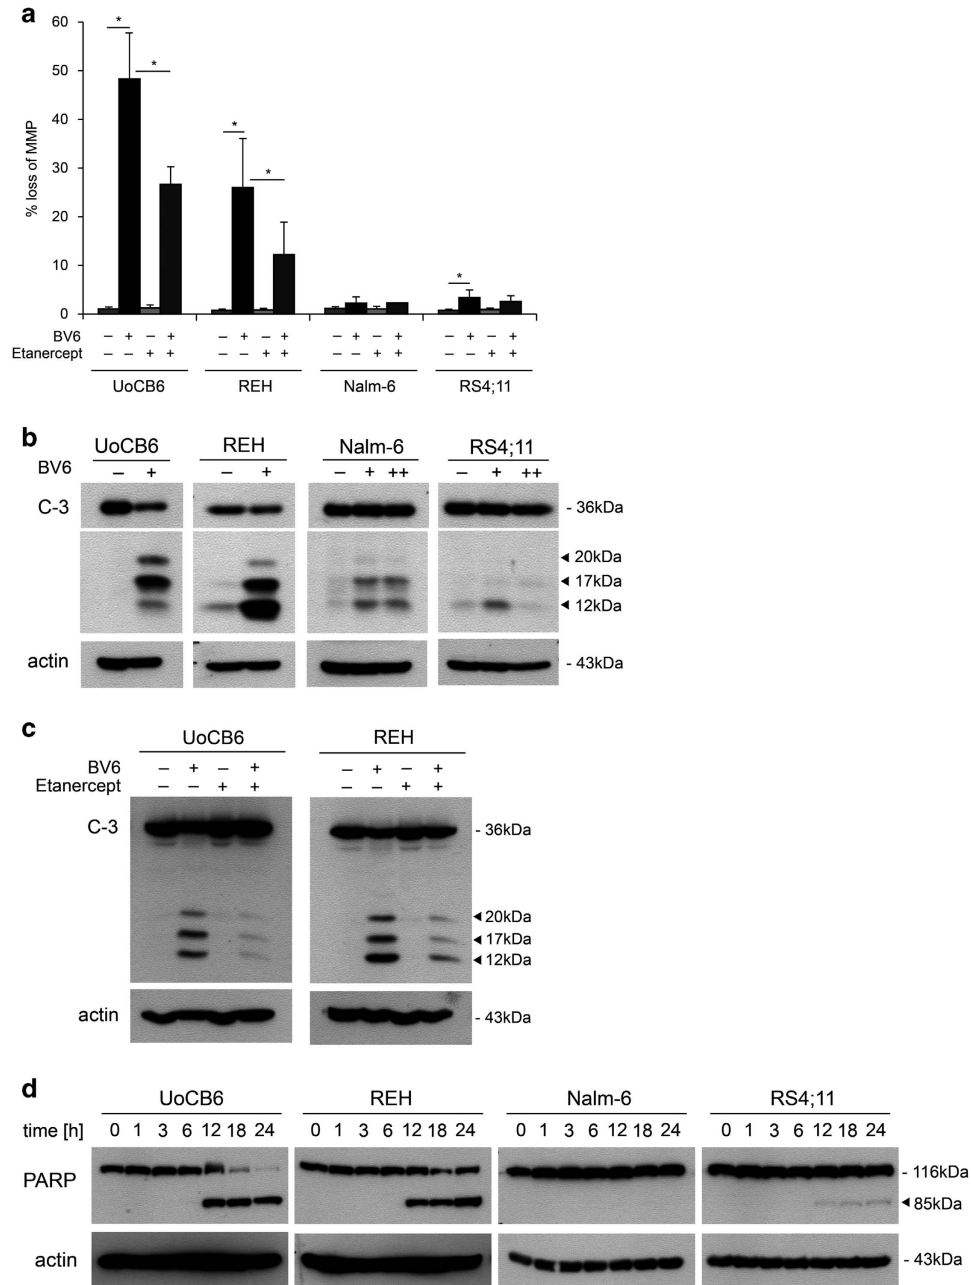 a
60
*
50
*
40
*
% loss of MMP
30
*
20
10
*
0
BV6 – + – + – + – + – + – + – + – +
Etanercept – – + + – – + + – – + + – – + +
UoCB6 REH Nalm-6 RS4;11
b
UoCB6 REH Nalm-6 RS4;11
BV6 – + – + – + ++ – + ++
C-3 - 36kDa
◄ 20kDa
◄ 17kDa
◄ 12kDa
actin - 43kDa
c
UoCB6 REH
BV6 – + – + – + – +
Etanercept – – + + – – + +
C-3 - 36kDa
◄ 20kDa
◄ 17kDa
◄ 12kDa
actin - 43kDa
d
UoCB6 REH Nalm-6 RS4;11
time [h] 0 1 3 6 12 18 24 0 1 3 6 12 18 24 0 1 3 6 12 18 24 0 1 3 6 12 18 24
PARP - 116kDa
◄ 85kDa
actin - 43kDa